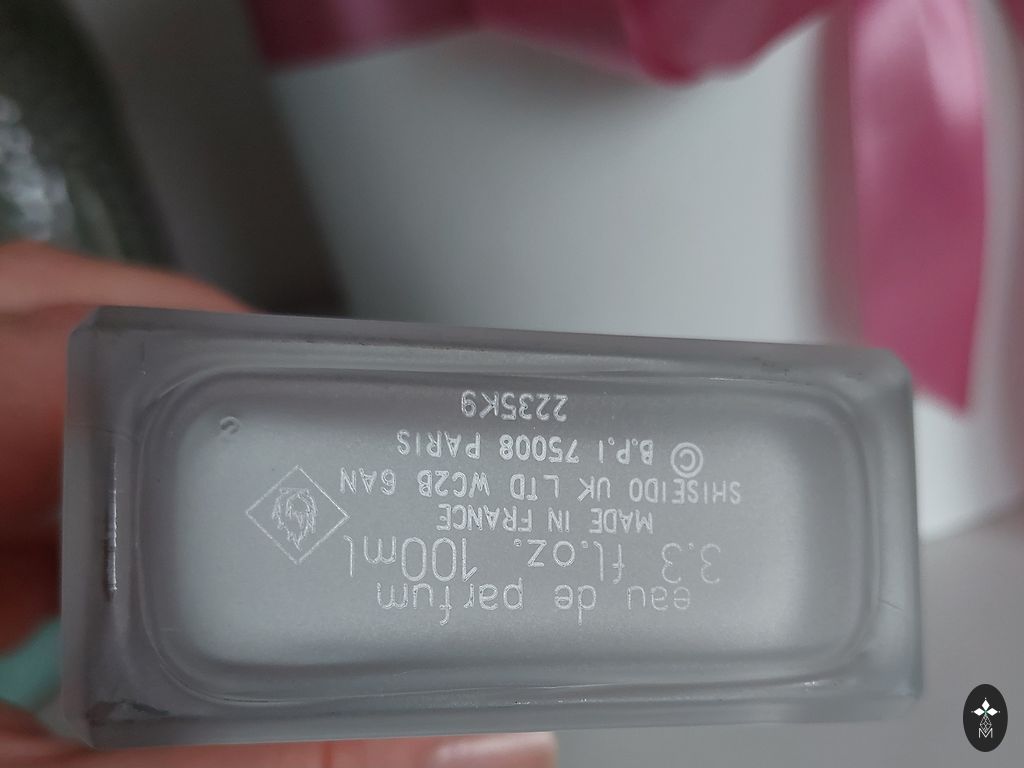 eau de parfum
3.3 fl.oz. 100ml
MADE IN FRANCE
SHISEIDO UK LTD WC2B 6AN
© B.P.I 75008 PARIS
2235K9
M